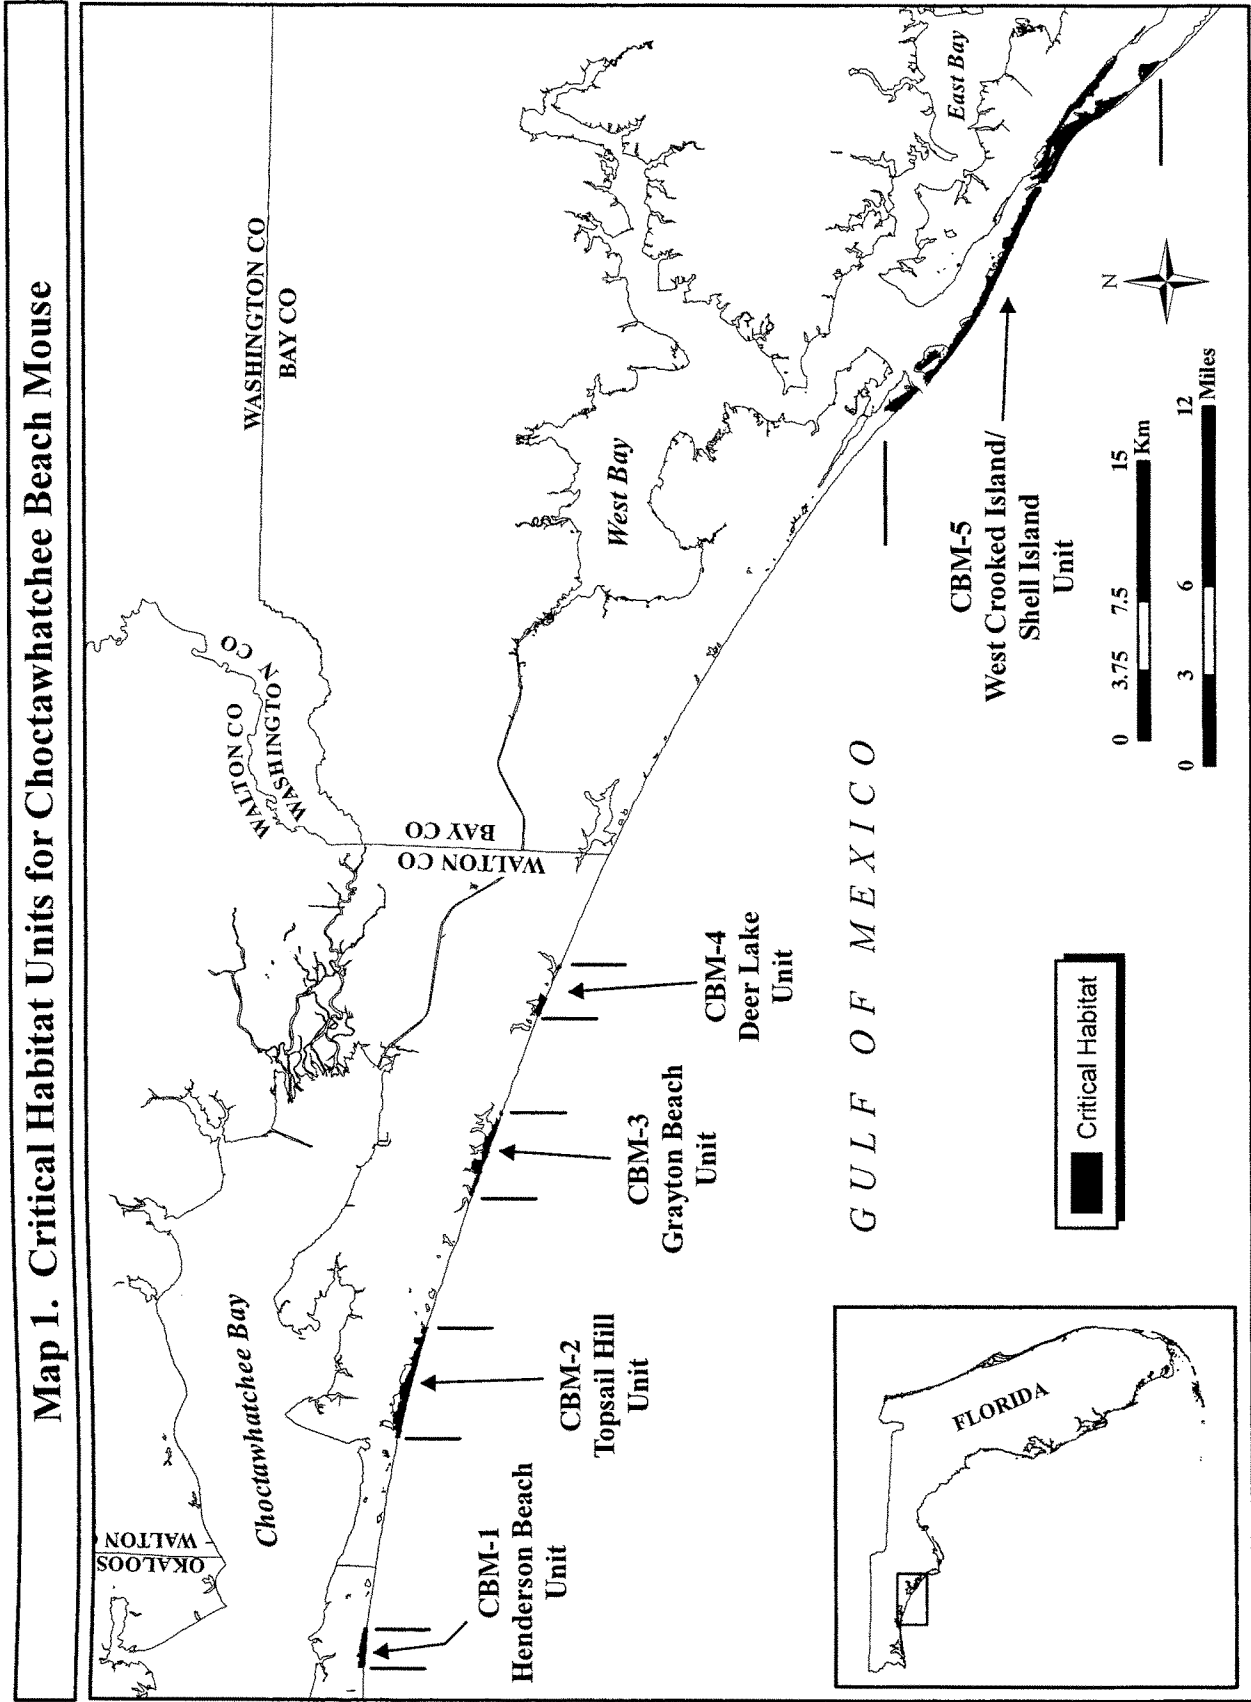 Map 1. Critical Habitat Units for Choctawhatchee Beach Mouse
WASHINGTON CO
BAY CO
WALTON CO
WASHINGTON CO
OKALOOS
WALTON
WALTON CO
BAY CO
Choctawhatchee Bay
West Bay
East Bay
CBM-1
Henderson Beach
Unit
CBM-2
Topsail Hill
Unit
CBM-3
Grayton Beach
Unit
CBM-4
Deer Lake
Unit
CBM-5
West Crooked Island/
Shell Island
Unit
GULF OF MEXICO
N
0 3.75 7.5 15
Km
0 3 6 12
Miles
Critical Habitat
FLORIDA